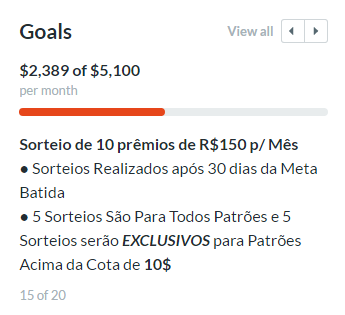 Goals
View all
$2,389 of $5,100
per month
Sorteio de 10 prêmios de R$150 p/ Mês
● Sorteios Realizados após 30 dias da Meta
Batida
● 5 Sorteios São Para Todos Patrões e 5
Sorteios serão EXCLUSIVOS para Patrões
Acima da Cota de 10$
15 of 20